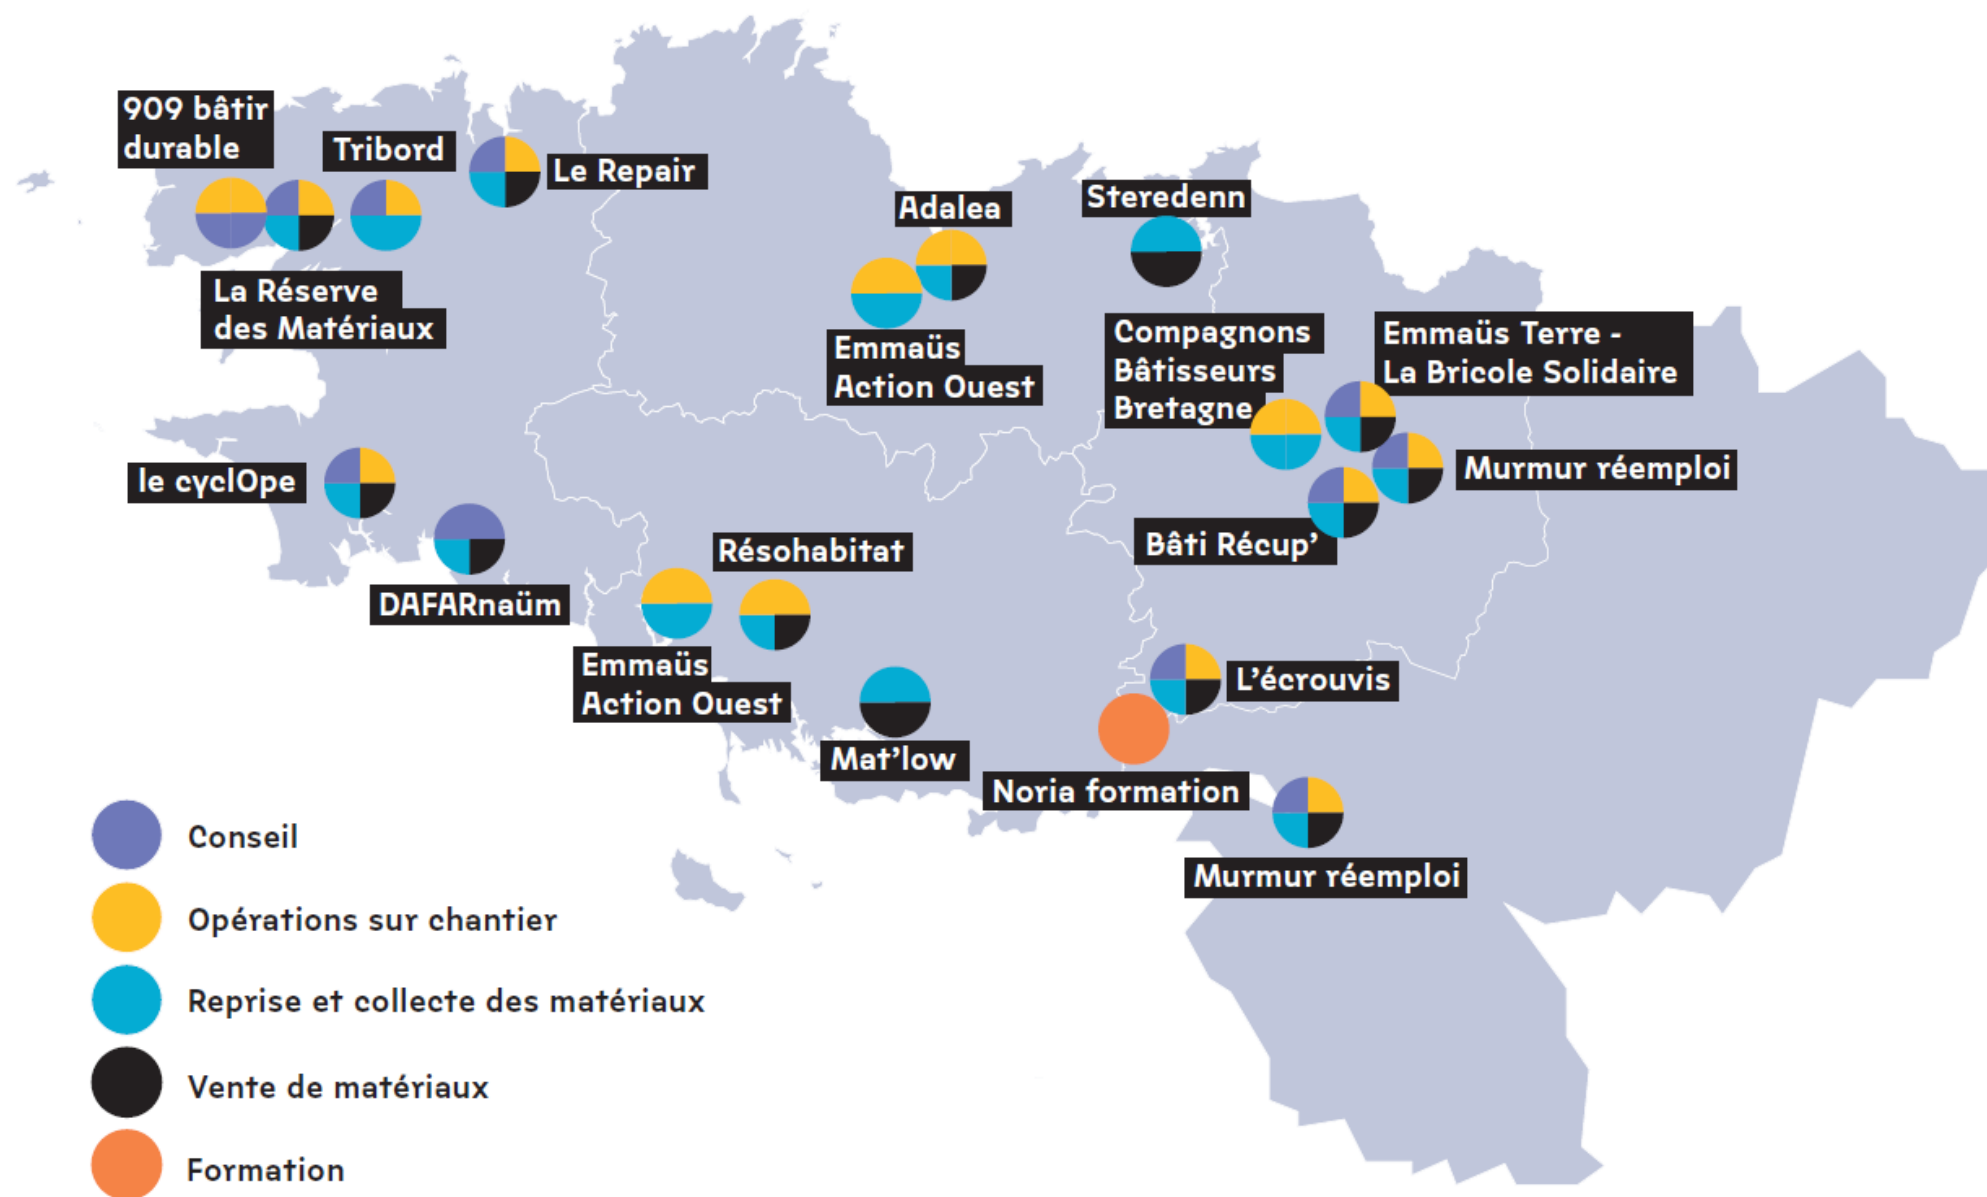 909 bâtir
durable
Tribord
Le Repair
La Réserve
des Matériaux
Adalea
Steredenn
Emmaüs
Action Ouest
Compagnons
Bâtisseurs
Bretagne
Emmaüs Terre -
La Bricole Solidaire
Murmur réemploi
Bâti Récup’
le cyclOpe
DAFARnaüm
Résohabitat
Emmaüs
Action Ouest
Mat’low
L’écrouvis
Noria formation
Murmur réemploi
Conseil
Opérations sur chantier
Reprise et collecte des matériaux
Vente de matériaux
Formation